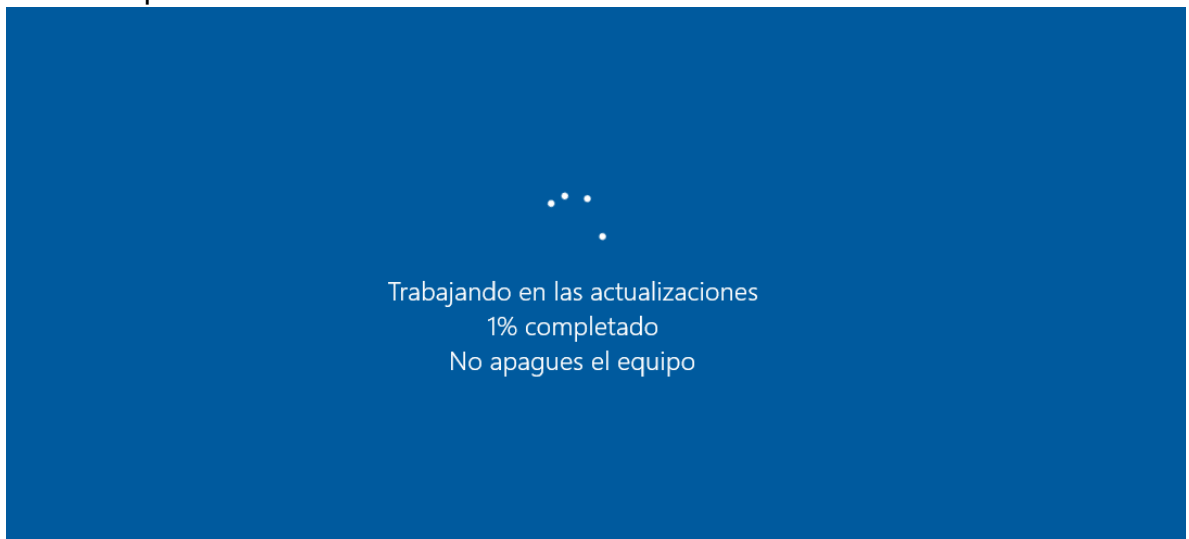 Trabajando en las actualizaciones
1% completado
No apagues el equipo